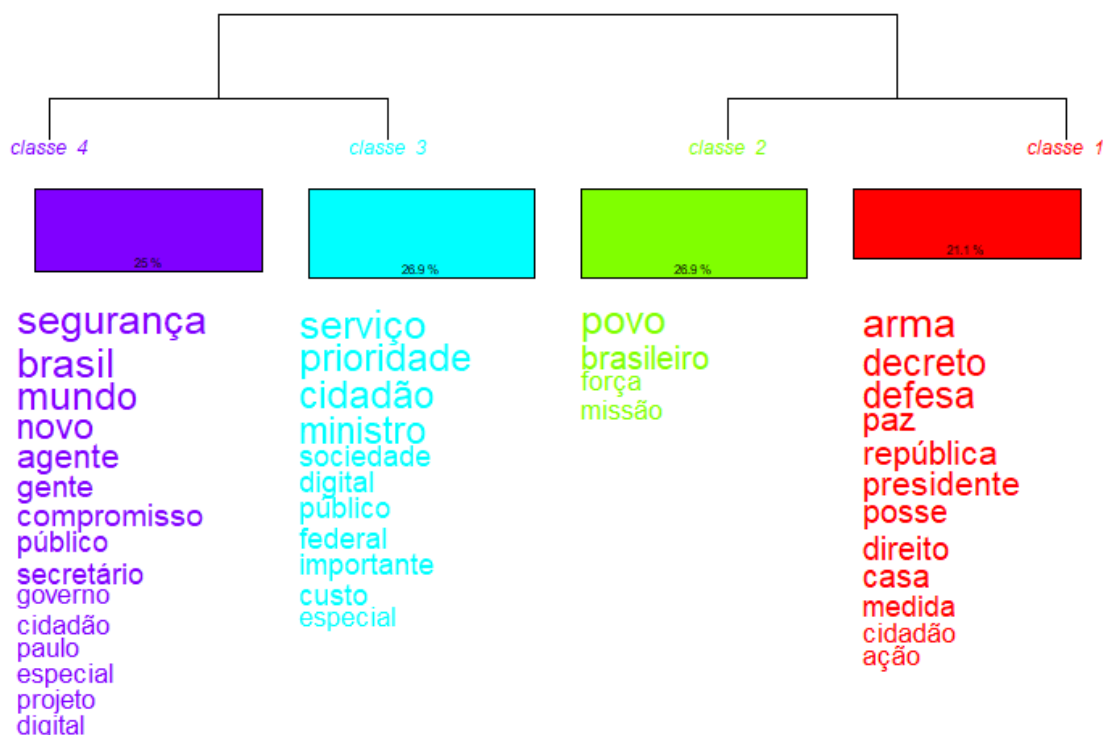 classe 4
classe 3
classe 2
classe 1
25 %
26.9 %
26.9 %
21.1 %
segurança
brasil
mundo
novo
agente
gente
compromisso
público
secretário
governo
cidadão
paulo
especial
projeto
digital
serviço
prioridade
cidadão
ministro
sociedade
digital
público
federal
importante
custo
especial
povo
brasileiro
força
missão
arma
decreto
defesa
paz
república
presidente
posse
direito
casa
medida
cidadão
ação